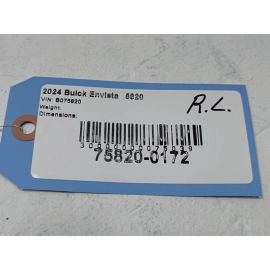 2024 Buick Envista 5820
VIN: B075820
Weight:
Dimensions:
R.L.
75820-0172